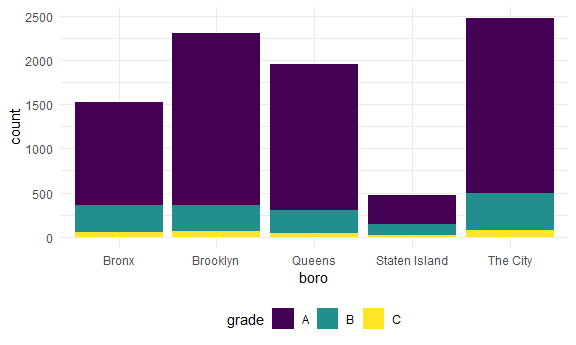 2500
2000
1500
1000
500
0
count
Bronx Brooklyn Queens Staten Island The City
boro
grade A B C